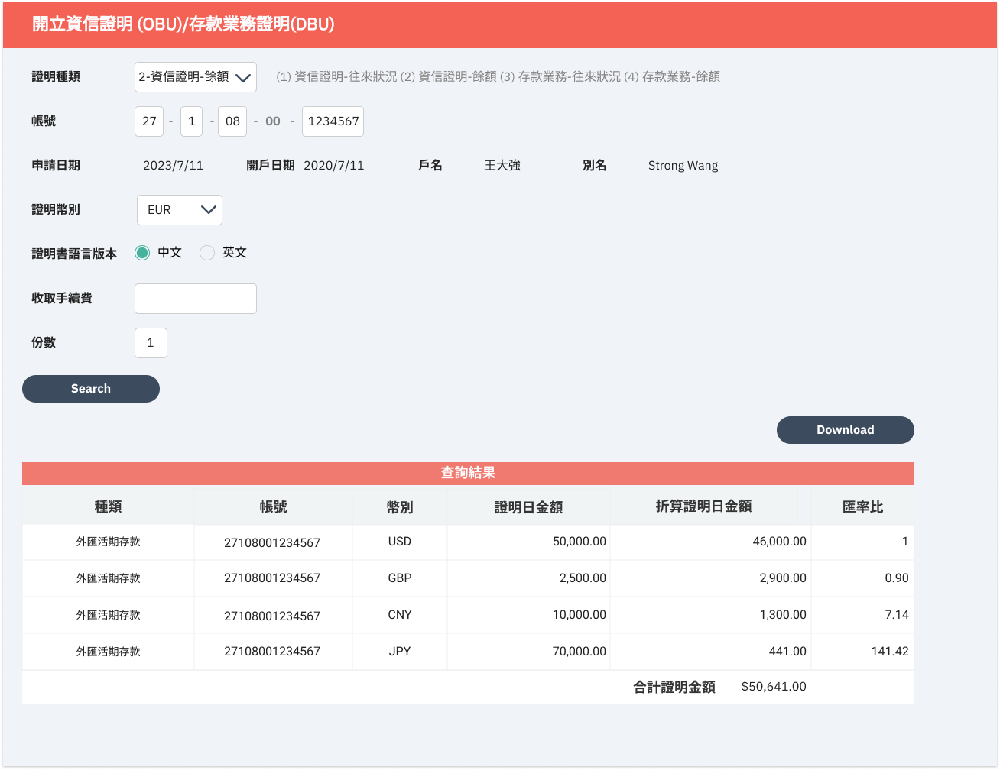 開立資信證明 (OBU)/存款業務證明(DBU)
證明種類 2-資信證明-餘額 (1) 資信證明-往來狀況 (2) 資信證明-餘額 (3) 存款業務-往來狀況 (4) 存款業務-餘額
帳號 27 - 1 - 08 - 00 - 1234567
申請日期 2023/7/11 開戶日期 2020/7/11 戶名 王大強 別名 Strong Wang
證明幣別 EUR
證明書語言版本 中文 英文
收取手續費
份數 1
Search
Download
查詢結果
種類 帳號 幣別 證明日金額 折算證明日金額 匯率比
外匯活期存款 27108001234567 USD 50,000.00 46,000.00 1
外匯活期存款 27108001234567 GBP 2,500.00 2,900.00 0.90
外匯活期存款 27108001234567 CNY 10,000.00 1,300.00 7.14
外匯活期存款 27108001234567 JPY 70,000.00 441.00 141.42
合計證明金額 $50,641.00